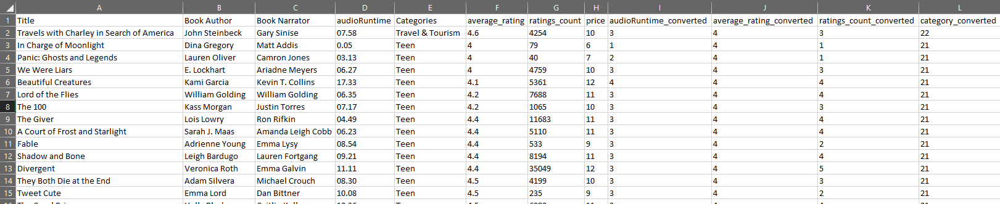 A B C D E F G H I J K L
1 Title Book Author Book Narrator audioRuntime Categories average_rating ratings_count price audioRuntime_converted average_rating_converted ratings_count_converted category_converted
2 Travels with Charley in Search of America John Steinbeck Gary Sinise 07.58 Travel & Tourism 4.6 4254 10 3 4 3 22
3 In Charge of Moonlight Dina Gregory Matt Addis 0.05 Teen 4 79 6 1 4 1 21
4 Panic: Ghosts and Legends Lauren Oliver Camron Jones 03.13 Teen 4 40 7 2 4 1 21
5 We Were Liars E. Lockhart Ariadne Meyers 06.27 Teen 4 4759 10 3 4 3 21
6 Beautiful Creatures Kami Garcia Kevin T. Collins 17.33 Teen 4.1 5361 12 4 4 4 21
7 Lord of the Flies William Golding William Golding 06.35 Teen 4.2 7688 11 3 4 4 21
8 The 100 Kass Morgan Justin Torres 07.17 Teen 4.2 1065 10 3 4 3 21
9 The Giver Lois Lowry Ron Rifkin 04.49 Teen 4.4 11683 11 3 4 4 21
10 A Court of Frost and Starlight Sarah J. Maas Amanda Leigh Cobb 06.23 Teen 4.4 5110 11 3 4 4 21
11 Fable Adrienne Young Emma Lysy 08.54 Teen 4.4 533 9 3 4 2 21
12 Shadow and Bone Leigh Bardugo Lauren Fortgang 09.21 Teen 4.4 8194 11 3 4 4 21
13 Divergent Veronica Roth Emma Galvin 11.11 Teen 4.4 35049 12 3 4 5 21
14 They Both Die at the End Adam Silvera Michael Crouch 08.30 Teen 4.5 4199 10 3 4 3 21
15 Tweet Cute Emma Lord Dan Bittner 10.08 Teen 4.5 235 9 3 4 2 21